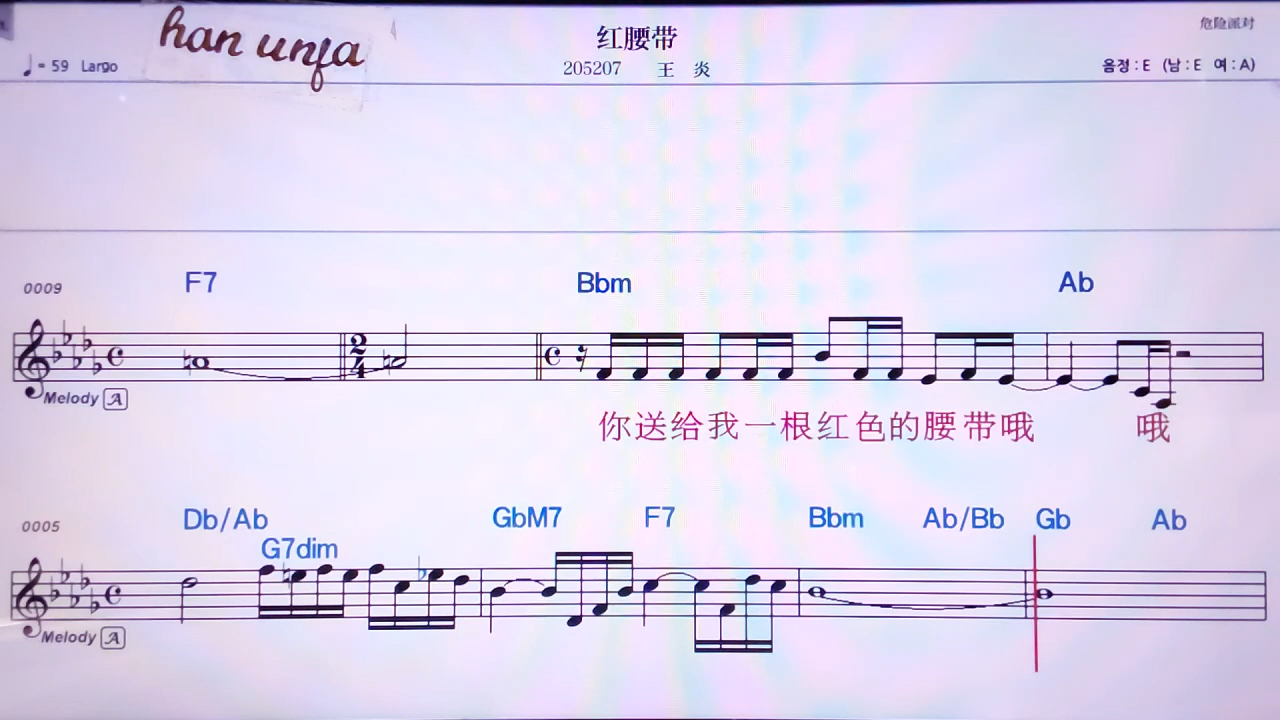 han unfa
红腰带
危险派对
♩= 59 Largo
205207 王 炎
음정 : E (남 : E 여 : A)
0009
F7 Bbm Ab
2
4
Melody A
你送给我一根红色的腰带哦 哦
0005
Db/Ab GbM7 F7 Bbm Ab/Bb Gb Ab
G7dim
Melody A